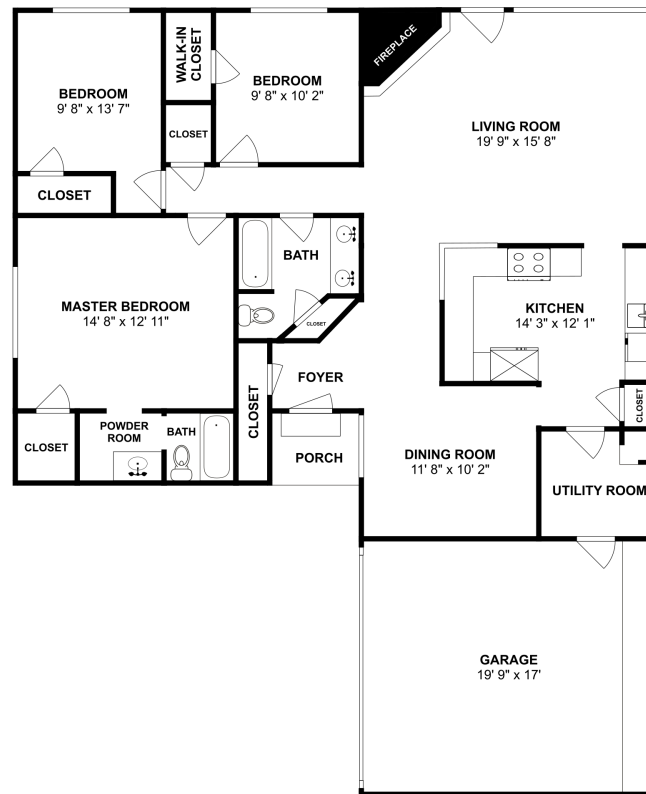 BEDROOM
9' 8" x 13' 7"
WALK-IN
CLOSET
BEDROOM
9' 8" x 10' 2"
FIREPLACE
LIVING ROOM
19' 9" x 15' 8"
CLOSET
CLOSET
BATH
MASTER BEDROOM
14' 8" x 12' 11"
KITCHEN
14' 3" x 12' 1"
CLOSET
FOYER
CLOSET
CLOSET
POWDER
ROOM
BATH
CLOSET
PORCH
DINING ROOM
11' 8" x 10' 2"
UTILITY ROOM
GARAGE
19' 9" x 17'